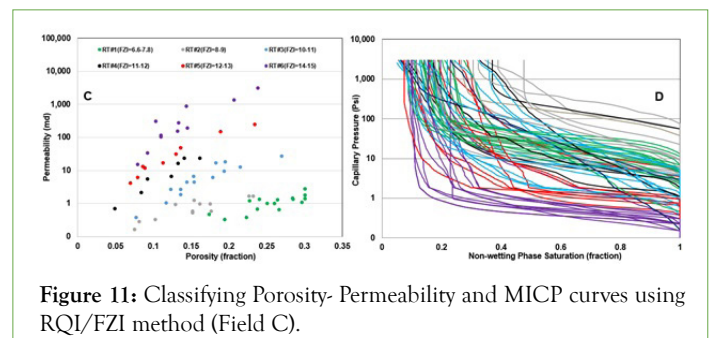 100,000
10,000
1,000
100
10
1
0
Permeability (md)
RT#1(FZI=6.6-7.8) RT#2(FZI=8-9) RT#3(FZI=10-11)
RT#4(FZI=11-12) RT#5(FZI=12-13) RT#6(FZI=14-15)
C
0 0.05 0.1 0.15 0.2 0.25 0.3 0.35
Porosity (fraction)
10,000
1,000
100
10
1
0
Capillary Pressure (Psi)
D
0 0.2 0.4 0.6 0.8 1
Non-wetting Phase Saturation (fraction)
Figure 11: Classifying Porosity- Permeability and MICP curves using
RQI/FZI method (Field C).